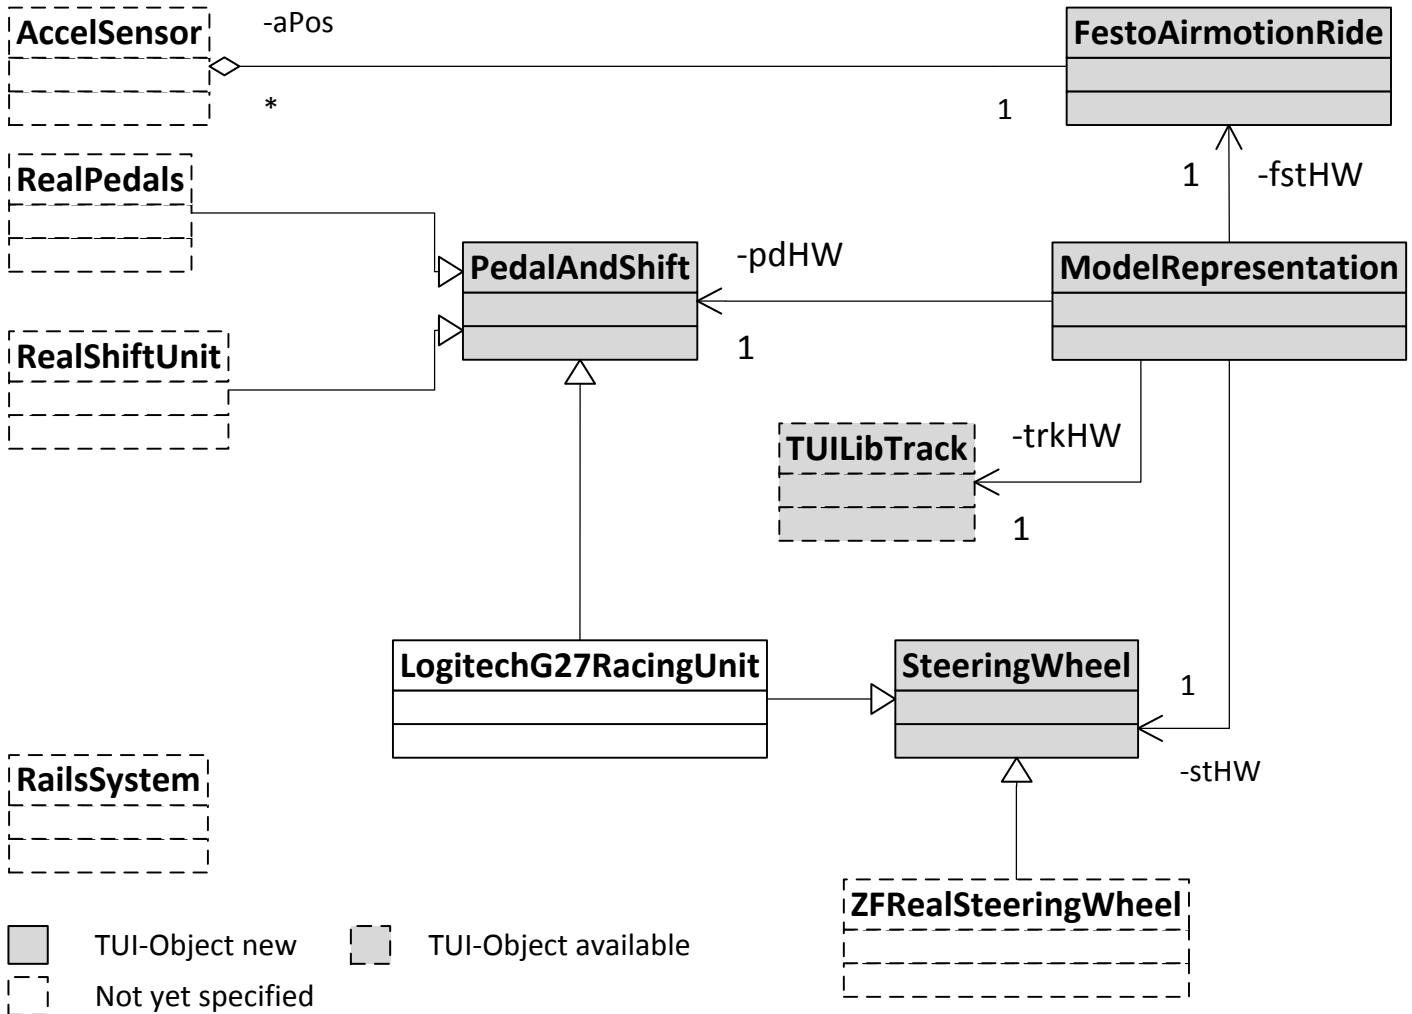 AccelSensor
-aPos
FestoAirmotionRide
*
1
RealPedals
1
-fstHW
PedalAndShift
-pdHW
ModelRepresentation
RealShiftUnit
1
TUILibTrack
-trkHW
1
LogitechG27RacingUnit
SteeringWheel
1
RailsSystem
-stHW
ZFRealSteeringWheel
TUI-Object new
TUI-Object available
Not yet specified